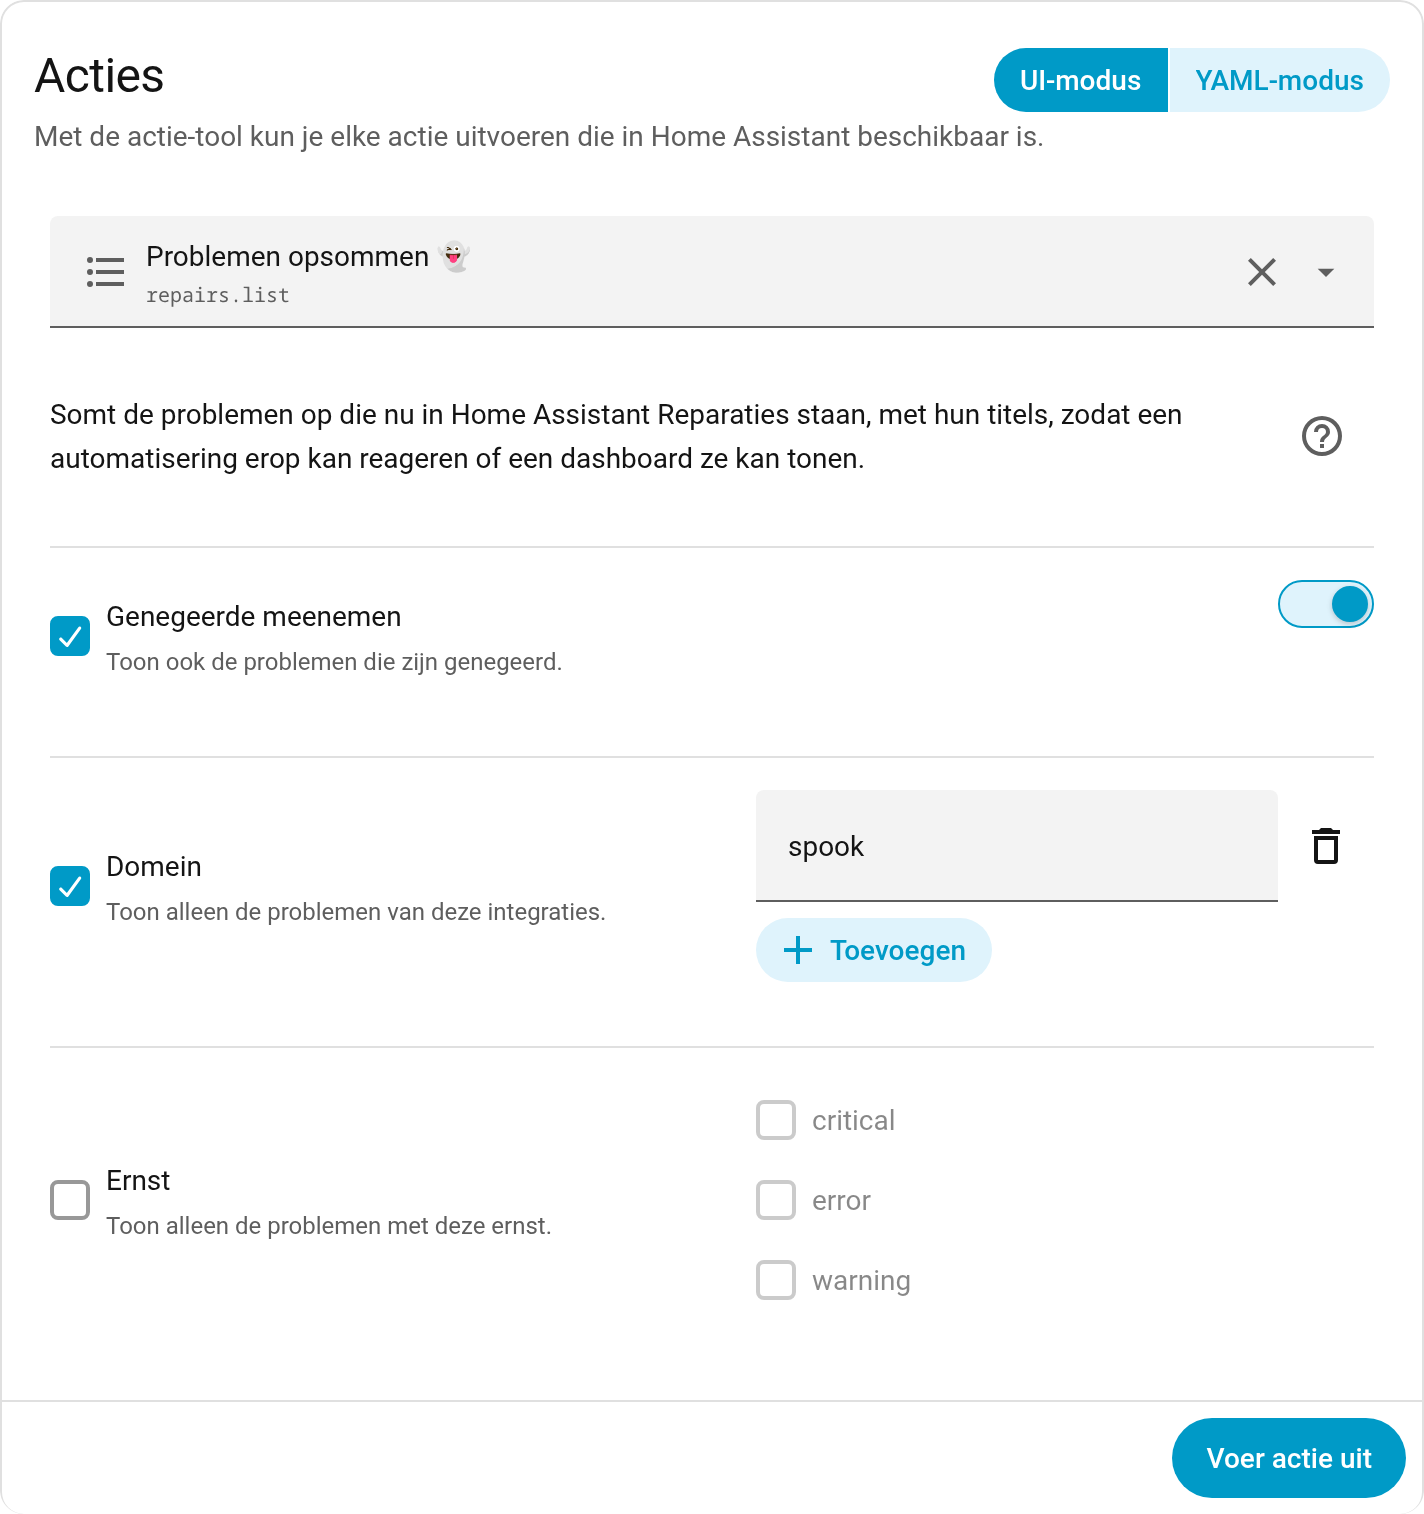 Acties
UI-modus
YAML-modus
Met de actie-tool kun je elke actie uitvoeren die in Home Assistant beschikbaar is.
Problemen opsommen 👻
repairs.list
Somt de problemen op die nu in Home Assistant Reparaties staan, met hun titels, zodat een
automatisering erop kan reageren of een dashboard ze kan tonen.
Genegeerde meenemen
Toon ook de problemen die zijn genegeerd.
Domein
Toon alleen de problemen van deze integraties.
spook
Toevoegen
Ernst
Toon alleen de problemen met deze ernst.
critical
error
warning
Voer actie uit